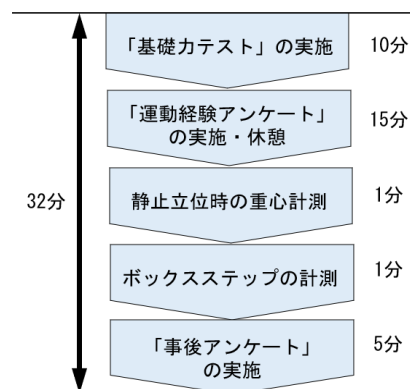 「基礎力テスト」の実施
10分
「運動経験アンケート」
の実施・休憩
15分
静止立位時の重心計測
1分
32分
ボックスステップの計測
1分
「事後アンケート」
の実施
5分